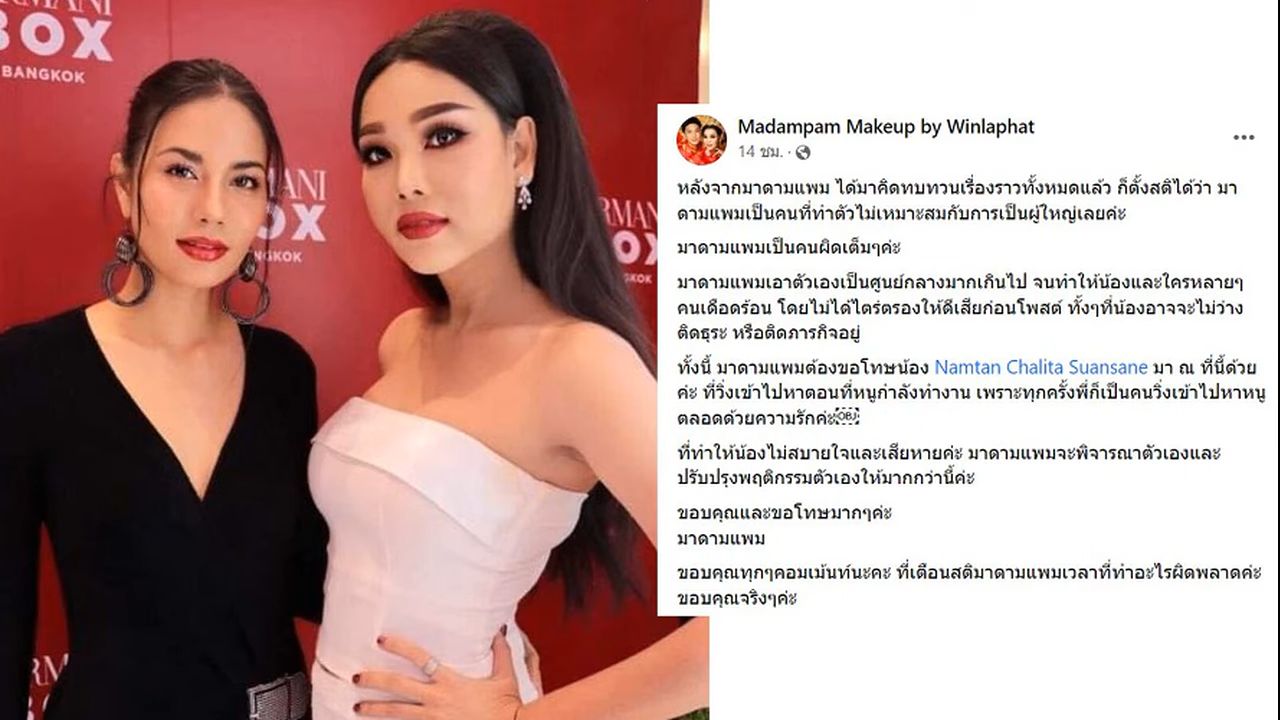 RMANI
BOX
BANGKOK
ANI
OX
NGKOK
RMANI
BOX
GKOK
Madampam Makeup by Winlaphat
14 ชม. ·
หลังจากมาดามแพม ได้มาคิดทบทวนเรื่องราวทั้งหมดแล้ว ก็ตั้งสติได้ว่า มา
ดามแพมเป็นคนที่ทำตัวไม่เหมาะสมกับการเป็นผู้ใหญ่เลยค่ะ
มาดามแพมเป็นคนผิดเต็มๆค่ะ
มาดามแพมเอาตัวเองเป็นศูนย์กลางมากเกินไป จนทำให้น้องและใครหลายๆ
คนเดือดร้อน โดยไม่ได้ไตร่ตรองให้ดีเสียก่อนโพสต์ ทั้งๆที่น้องอาจจะไม่ว่าง
ติดธุระ หรือติดภารกิจอยู่
ทั้งนี้ มาดามแพมต้องขอโทษน้อง Namtan Chalita Suansane มา ณ ที่นี้ด้วย
ค่ะ ที่วิ่งเข้าไปหาตอนที่หนูกำลังทำงาน เพราะทุกครั้งพี่ก็เป็นคนวิ่งเข้าไปหาหนู
ตลอดด้วยความรักค่ะ
ที่ทำให้น้องไม่สบายใจและเสียหายค่ะ มาดามแพมจะพิจารณาตัวเองและ
ปรับปรุงพฤติกรรมตัวเองให้มากกว่านี้ค่ะ
ขอบคุณและขอโทษมากๆค่ะ
มาดามแพม
ขอบคุณทุกๆคอมเม้นท์นะคะ ที่เตือนสติมาดามแพมเวลาที่ทำอะไรผิดพลาดค่ะ
ขอบคุณจริงๆค่ะ
RM
BO